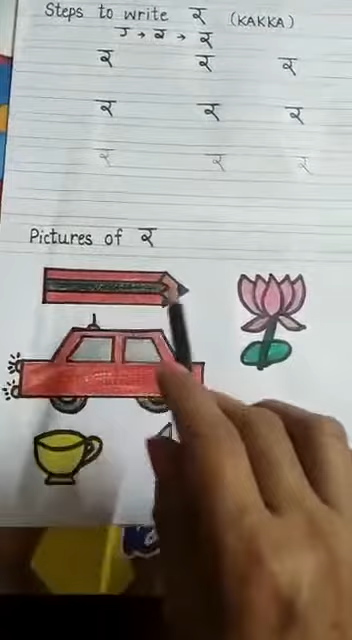 Steps to write ਕ (KAKKA)
→ → ਕ
ਕ ਕ ਕ
ਕ ਕ ਕ
ਕ ਕ ਕ
Pictures of ਕ